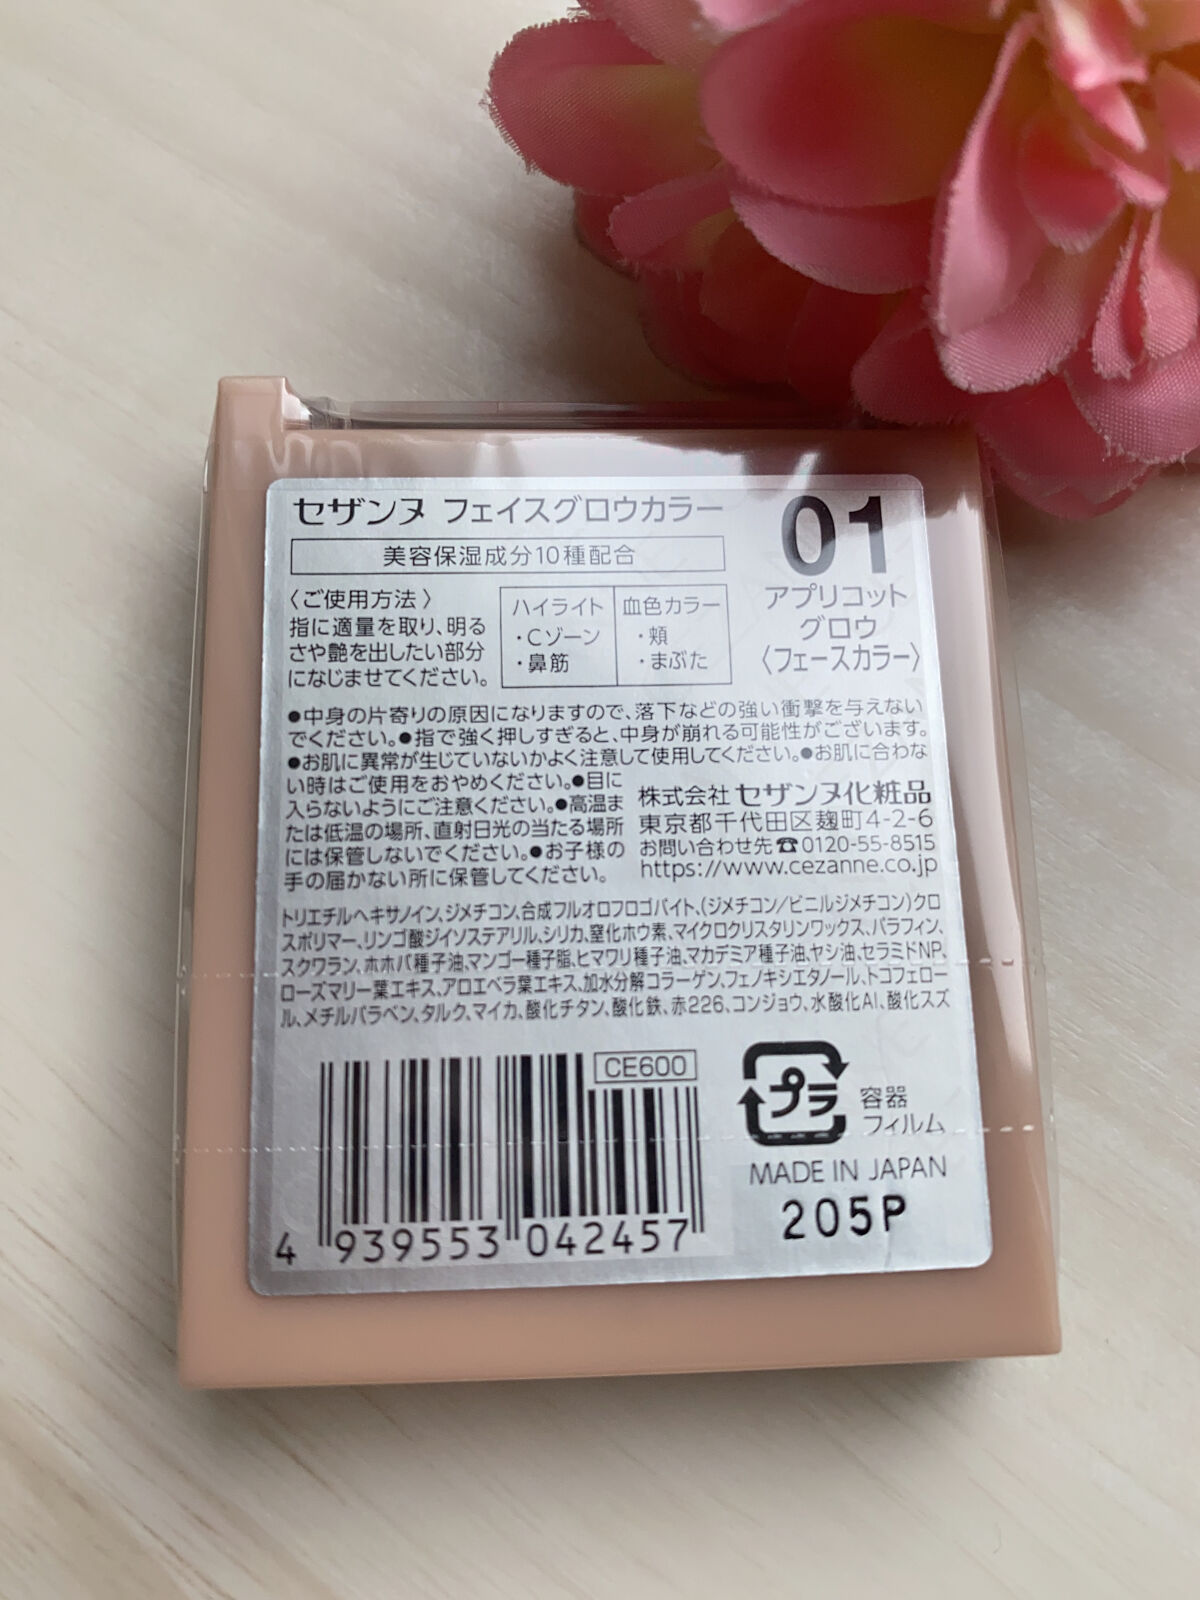 セザンヌ フェイスグロウカラー
美容保湿成分10種配合
01
アプリコット
グロウ
〈フェースカラー〉
〈ご使用方法〉
指に適量を取り、明る
さや艶を出したい部分
になじませてください。
ハイライト
・Cゾーン
・鼻筋
血色カラー
・頬
・まぶた
●中身の片寄りの原因になりますので、落下などの強い衝撃を与えない
でください。●指で強く押しすぎると、中身が崩れる可能性がございます。
●お肌に異常が生じていないかよく注意して使用してください。●お肌に合わな
い時はご使用をおやめください。●目に
入らないようにご注意ください。●高温ま
たは低温の場所、直射日光の当たる場所
には保管しないでください。●お子様の
手の届かない所に保管してください。
株式会社 セザンヌ化粧品
東京都千代田区麹町4-2-6
お問い合わせ先☎0120-55-8515
https://www.cezanne.co.jp
トリエチルヘキサノイン、ジメチコン、合成フルオロフロゴパイト、(ジメチコン/ビニルジメチコン)クロ
スポリマー、リンゴ酸ジイソステアリル、シリカ、窒化ホウ素、マイクロクリスタリンワックス、パラフィン、
スクワラン、ホホバ種子油、マンゴー種子脂、ヒマワリ種子油、マカデミア種子油、ヤシ油、セラミドNP、
ローズマリー葉エキス、アロエベラ葉エキス、加水分解コラーゲン、フェノキシエタノール、トコフェロー
ル、メチルパラベン、タルク、マイカ、酸化チタン、酸化鉄、赤226、コンジョウ、水酸化Al、酸化スズ
CE600
4 939553 042457
プラ
容器
フィルム
MADE IN JAPAN
205P